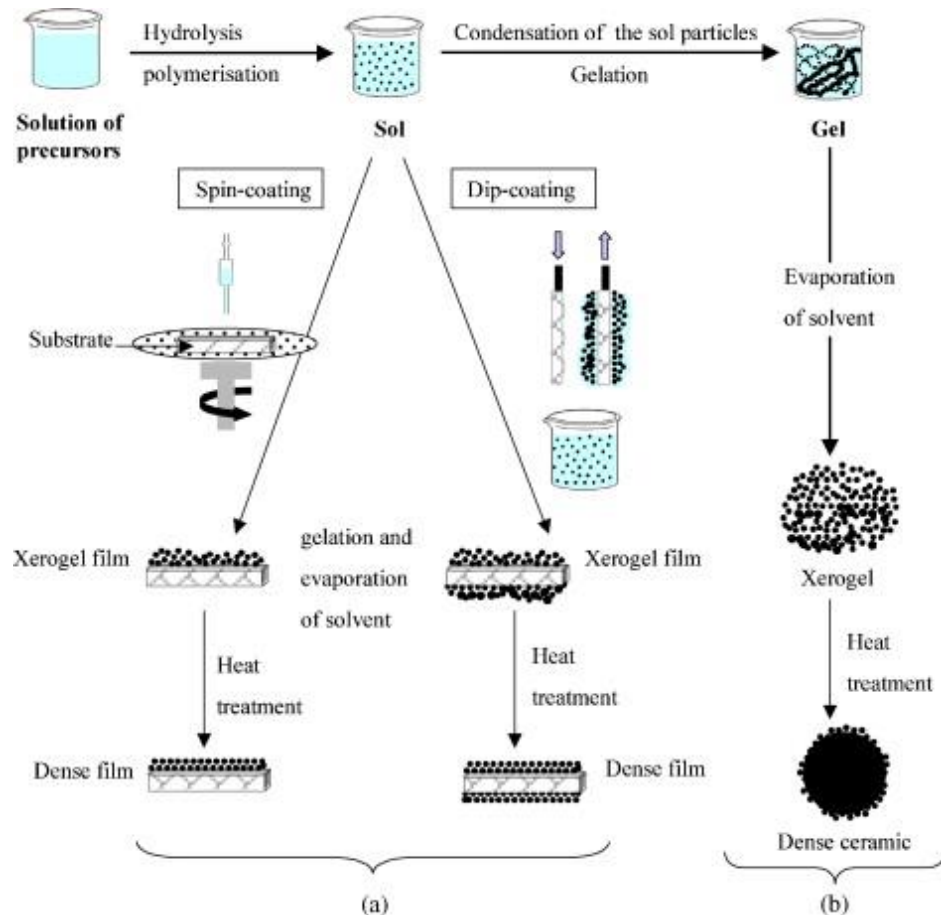 Hydrolysis
polymerisation
Condensation of the sol particles
Gelation
Solution of
precursors
Sol
Gel
Spin-coating
Dip-coating
Substrate
Evaporation
of solvent
Xerogel film
gelation and
evaporation
of solvent
Xerogel film
Xerogel
Heat
treatment
Heat
treatment
Heat
treatment
Dense film
Dense film
Dense ceramic
(a)
(b)